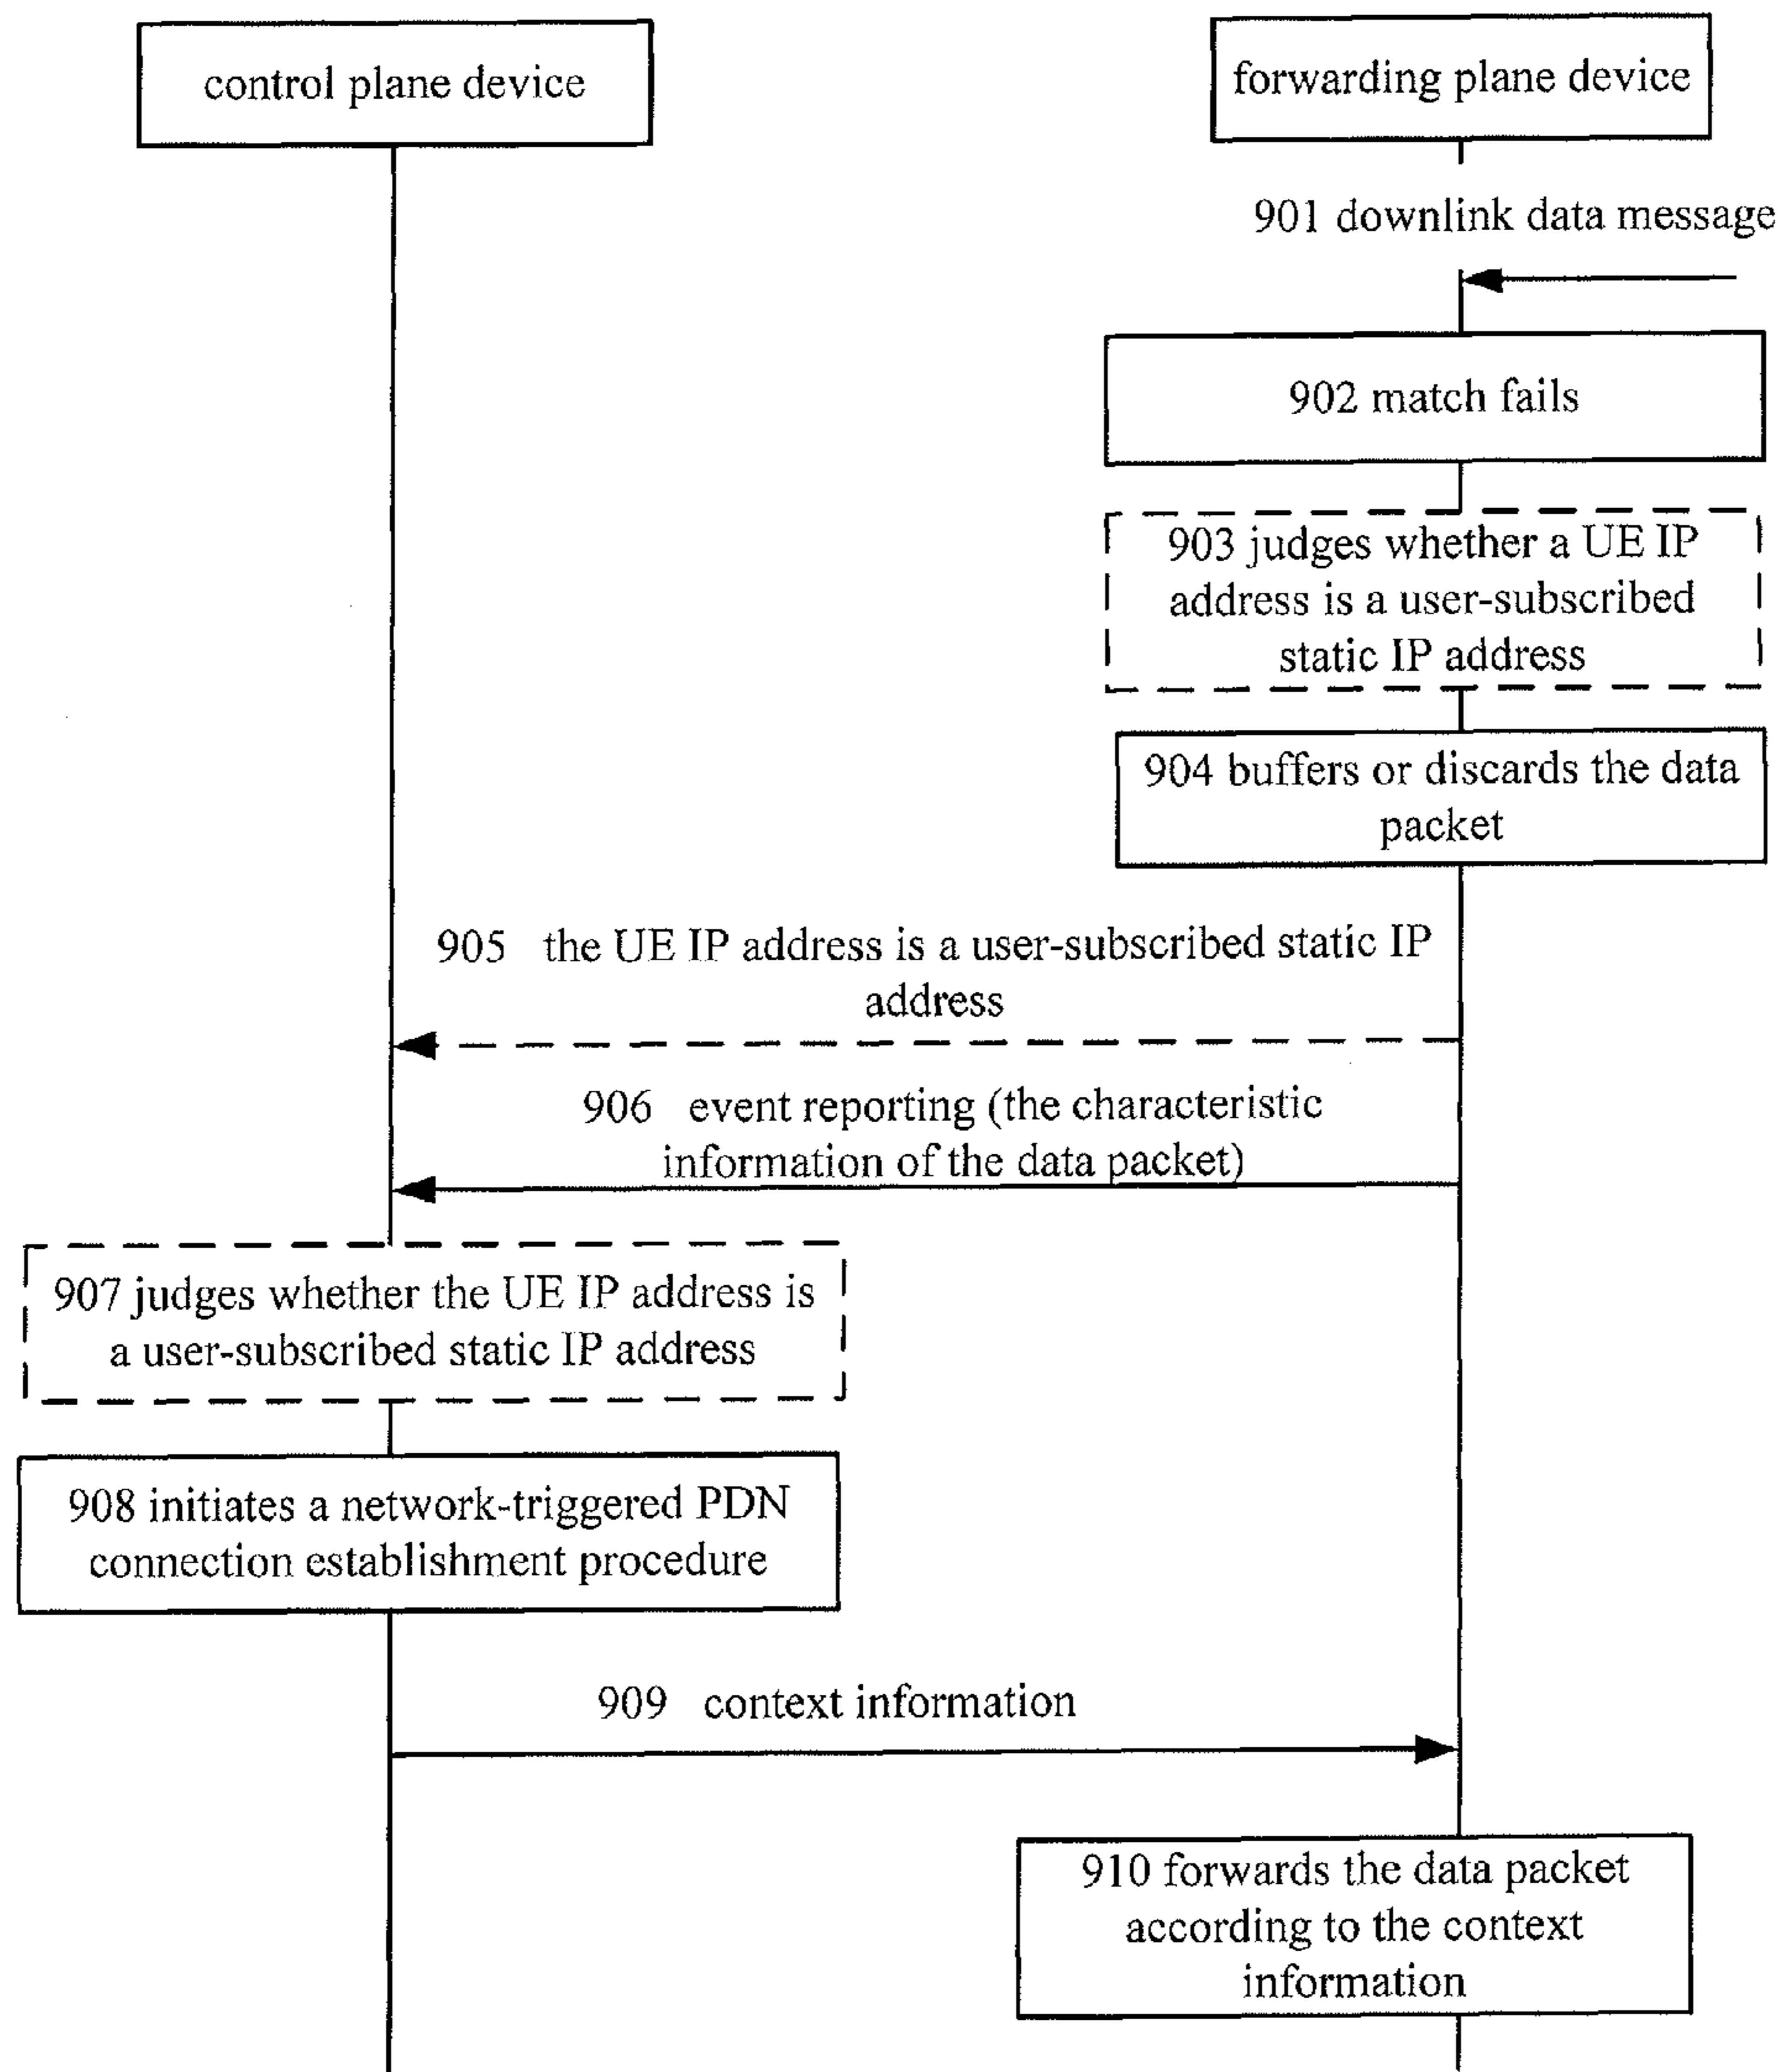 control plane device
forwarding plane device
901 downlink data message
902 match fails
903 judges whether a UE IP
address is a user-subscribed
static IP address
904 buffers or discards the data
packet
905 the UE IP address is a user-subscribed static IP
address
906 event reporting (the characteristic
information of the data packet)
907 judges whether the UE IP address is
a user-subscribed static IP address
908 initiates a network-triggered PDN
connection establishment procedure
909 context information
910 forwards the data packet
according to the context
information